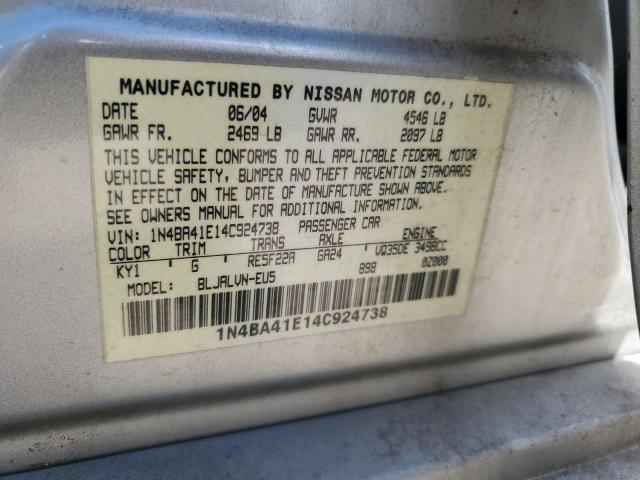 MANUFACTURED BY NISSAN MOTOR CO., LTD.
DATE 06/04 GVWR 4546 LB
GAWR FR. 2469 LB GAWR RR. 2097 LB
THIS VEHICLE CONFORMS TO ALL APPLICABLE FEDERAL MOTOR
VEHICLE SAFETY, BUMPER AND THEFT PREVENTION STANDARDS
IN EFFECT ON THE DATE OF MANUFACTURE SHOWN ABOVE.
SEE OWNERS MANUAL FOR ADDITIONAL INFORMATION
VIN: 1N4BA41E14C924738 PASSENGER CAR
COLOR TRIM TRANS AXLE ENGINE
KY1 ' G ' RE5F22A GA24 VQ35DE 3498CC
MODEL: BLJALVN-EU5 898 0Z000
1N4BA41E14C924738